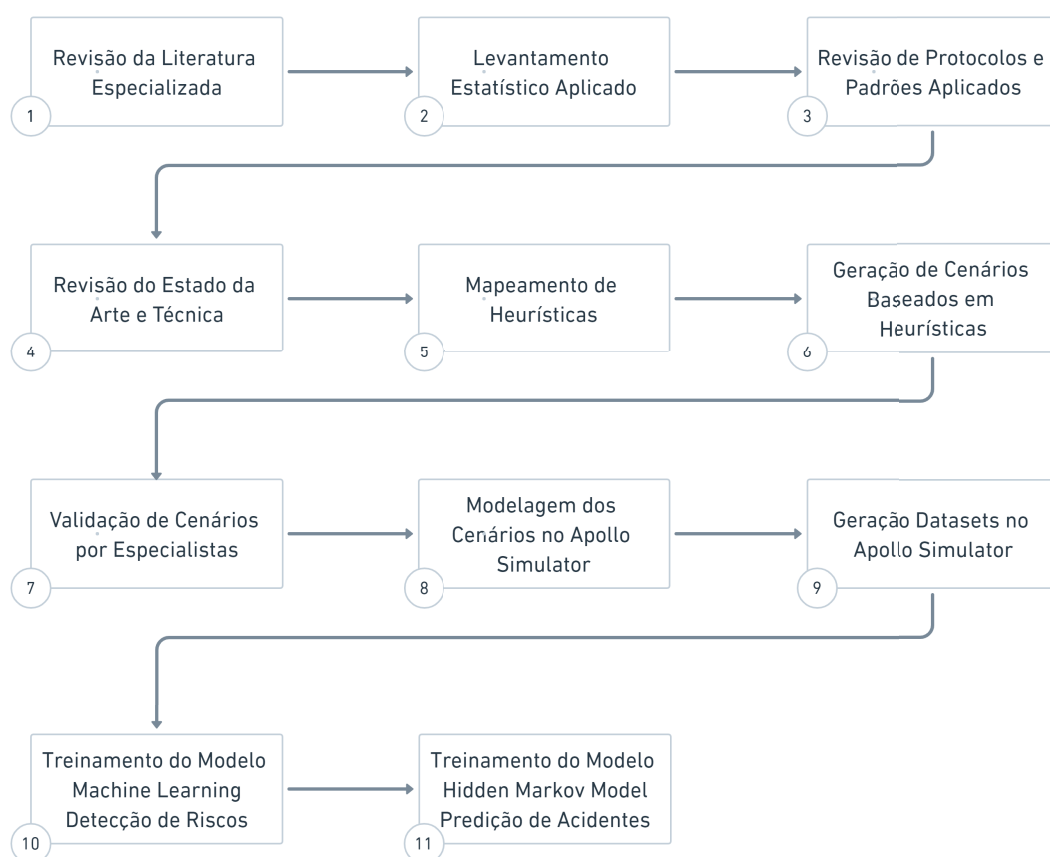 Revisão da Literatura
Especializada
1
Levantamento
Estatístico Aplicado
2
Revisão de Protocolos e
Padrões Aplicados
3
Revisão do Estado da
Arte e Técnica
4
Mapeamento de
Heurísticas
5
Geração de Cenários
Baseados em
Heurísticas
6
Validação de Cenários
por Especialistas
7
Modelagem dos
Cenários no Apollo
Simulator
8
Geração Datasets no
Apollo Simulator
9
Treinamento do Modelo
Machine Learning
Detecção de Riscos
10
Treinamento do Modelo
Hidden Markov Model
Predição de Acidentes
11